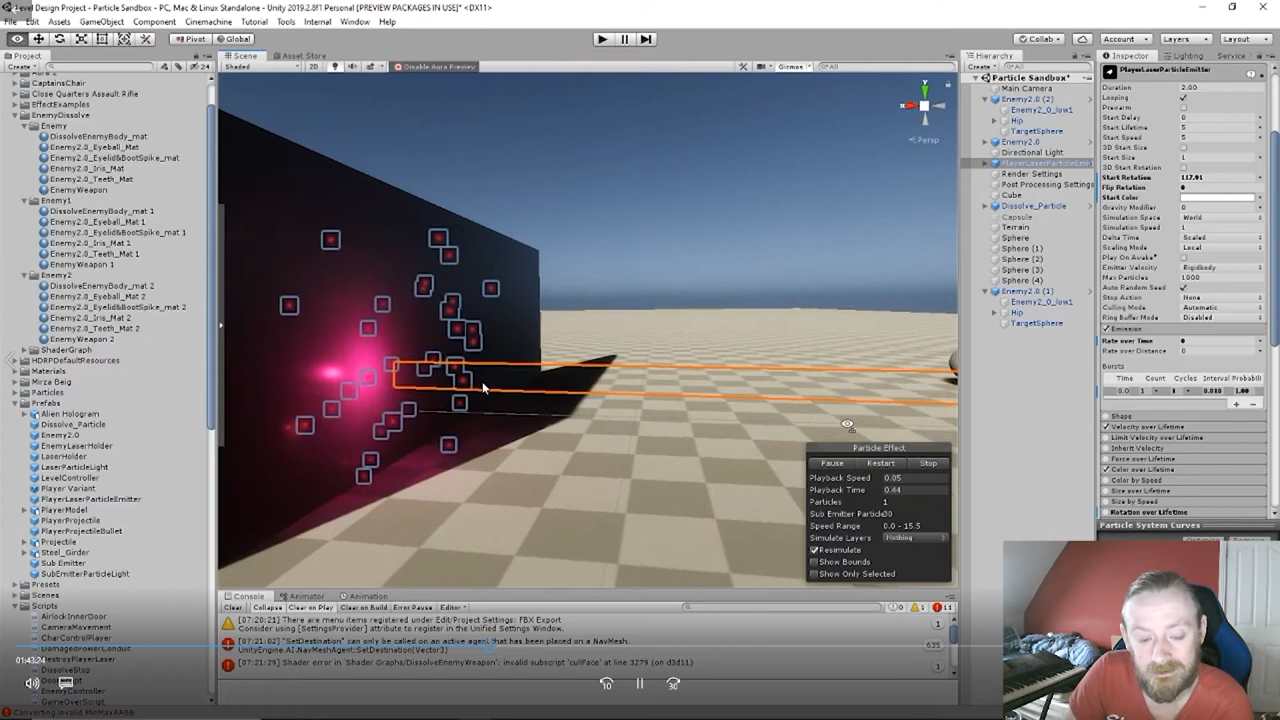 Level Design Project - Particle Sandbox - PC, Mac & Linux Standalone - Unity 2019.2.8f1 Personal [PREVIEW PACKAGES IN USE]* <DX11>
File Edit Assets GameObject Component Cinemachine Tutorial Tools Internal Window Help
Pivot Global Collab Account Layers Layout
Project
Create
CaptainsChair
Close Quarters Assault Rifle
EffectExamples
EnemyDissolve
Enemy
DissolveEnemyBody_mat
Enemy2.0_Eyeball_Mat
Enemy2.0_Eyelid&BootSpike_mat
Enemy2.0_Iris_Mat
Enemy2.0_Teeth_Mat
EnemyWeapon
Enemy1
DissolveEnemyBody_mat 1
Enemy2.0_Eyeball_Mat 1
Enemy2.0_Eyelid&BootSpike_mat 1
Enemy2.0_Iris_Mat 1
Enemy2.0_Teeth_Mat 1
EnemyWeapon 1
Enemy2
DissolveEnemyBody_mat 2
Enemy2.0_Eyeball_Mat 2
Enemy2.0_Eyelid&BootSpike_mat 2
Enemy2.0_Iris_Mat 2
Enemy2.0_Teeth_Mat 2
EnemyWeapon 2
ShaderGraph
HDRPDefaultResources
Materials
Mirza Beig
Particles
Prefabs
Alien Hologram
Dissolve_Particle
Enemy2.0
EnemyLaserHolder
LaserHolder
LaserParticleLight
LevelController
Player Variant
PlayerLaserParticleEmitter
PlayerModel
PlayerProjectile
PlayerProjectileBullet
Projectile
Steel_Girder
Sub Emitter
SubEmitterParticleLight
Presets
Scenes
Scripts
AirlockInnerDoor
CameraMovement
CharControlPlayer
DamagedPowerConduit
DestroyPlayerLaser
DissolveStop
EnemyController
GameOverScript
Scene Asset Store
Shaded 2D Disable Aura Preview Gizmos All
y
x
Persp
Particle Effect
Pause Restart Stop
Playback Speed 0.05
Playback Time 0.44
Particles 1
Sub Emitter Particle 30
Speed Range 0.0 - 15.5
Simulate Layers Nothing
Resimulate
Show Bounds
Show Only Selected
Console Animator Animation
Clear Collapse Clear on Play Clear on Build Error Pause Editor 0 1 11
[07:20:21] There are menu items registered under Edit/Project Settings: FBX Export
Consider using [SettingsProvider] attribute to register in the Unified Settings Window.
1
[07:21:02] "SetDestination" can only be called on an active agent that has been placed on a NavMesh.
UnityEngine.AI.NavMeshAgent:SetDestination(Vector3)
635
[07:21:29] Shader error in 'Shader Graphs/DissolveEnemyWeapon': invalid subscript 'cullFace' at line 3279 (on d3d11)
1
01:43:24
10 30
Converting invalid MinMaxAABB
Hierarchy
Create All
Particle Sandbox*
Main Camera
Enemy2.0 (2)
Enemy2_0_low1
Hip
TargetSphere
Enemy2.0
Directional Light
PlayerLaserParticleEmit
Render Settings
Post Processing Settings
Cube
Dissolve_Particle
Capsule
Terrain
Sphere
Sphere (1)
Sphere (2)
Sphere (3)
Sphere (4)
Enemy2.0 (1)
Enemy2_0_low1
Hip
TargetSphere
Inspector Lighting Service
PlayerLaserParticleEmitter
Duration 2.00
Looping
Prewarm
Start Delay 0
Start Lifetime 5
Start Speed 5
3D Start Size
Start Size 1
3D Start Rotation
Start Rotation 117.91
Flip Rotation 0
Start Color
Gravity Modifier 0
Simulation Space World
Simulation Speed 1
Delta Time Scaled
Scaling Mode Local
Play On Awake*
Emitter Velocity Rigidbody
Max Particles 1000
Auto Random Seed
Stop Action None
Culling Mode Automatic
Ring Buffer Mode Disabled
Emission
Rate over Time 0
Rate over Distance 0
Bursts
Time Count Cycles Interval Probabili
0.0 1 1 0.010 1.00
Shape
Velocity over Lifetime
Limit Velocity over Lifetime
Inherit Velocity
Force over Lifetime
Color over Lifetime
Color by Speed
Size over Lifetime
Size by Speed
Rotation over Lifetime
Particle System Curves